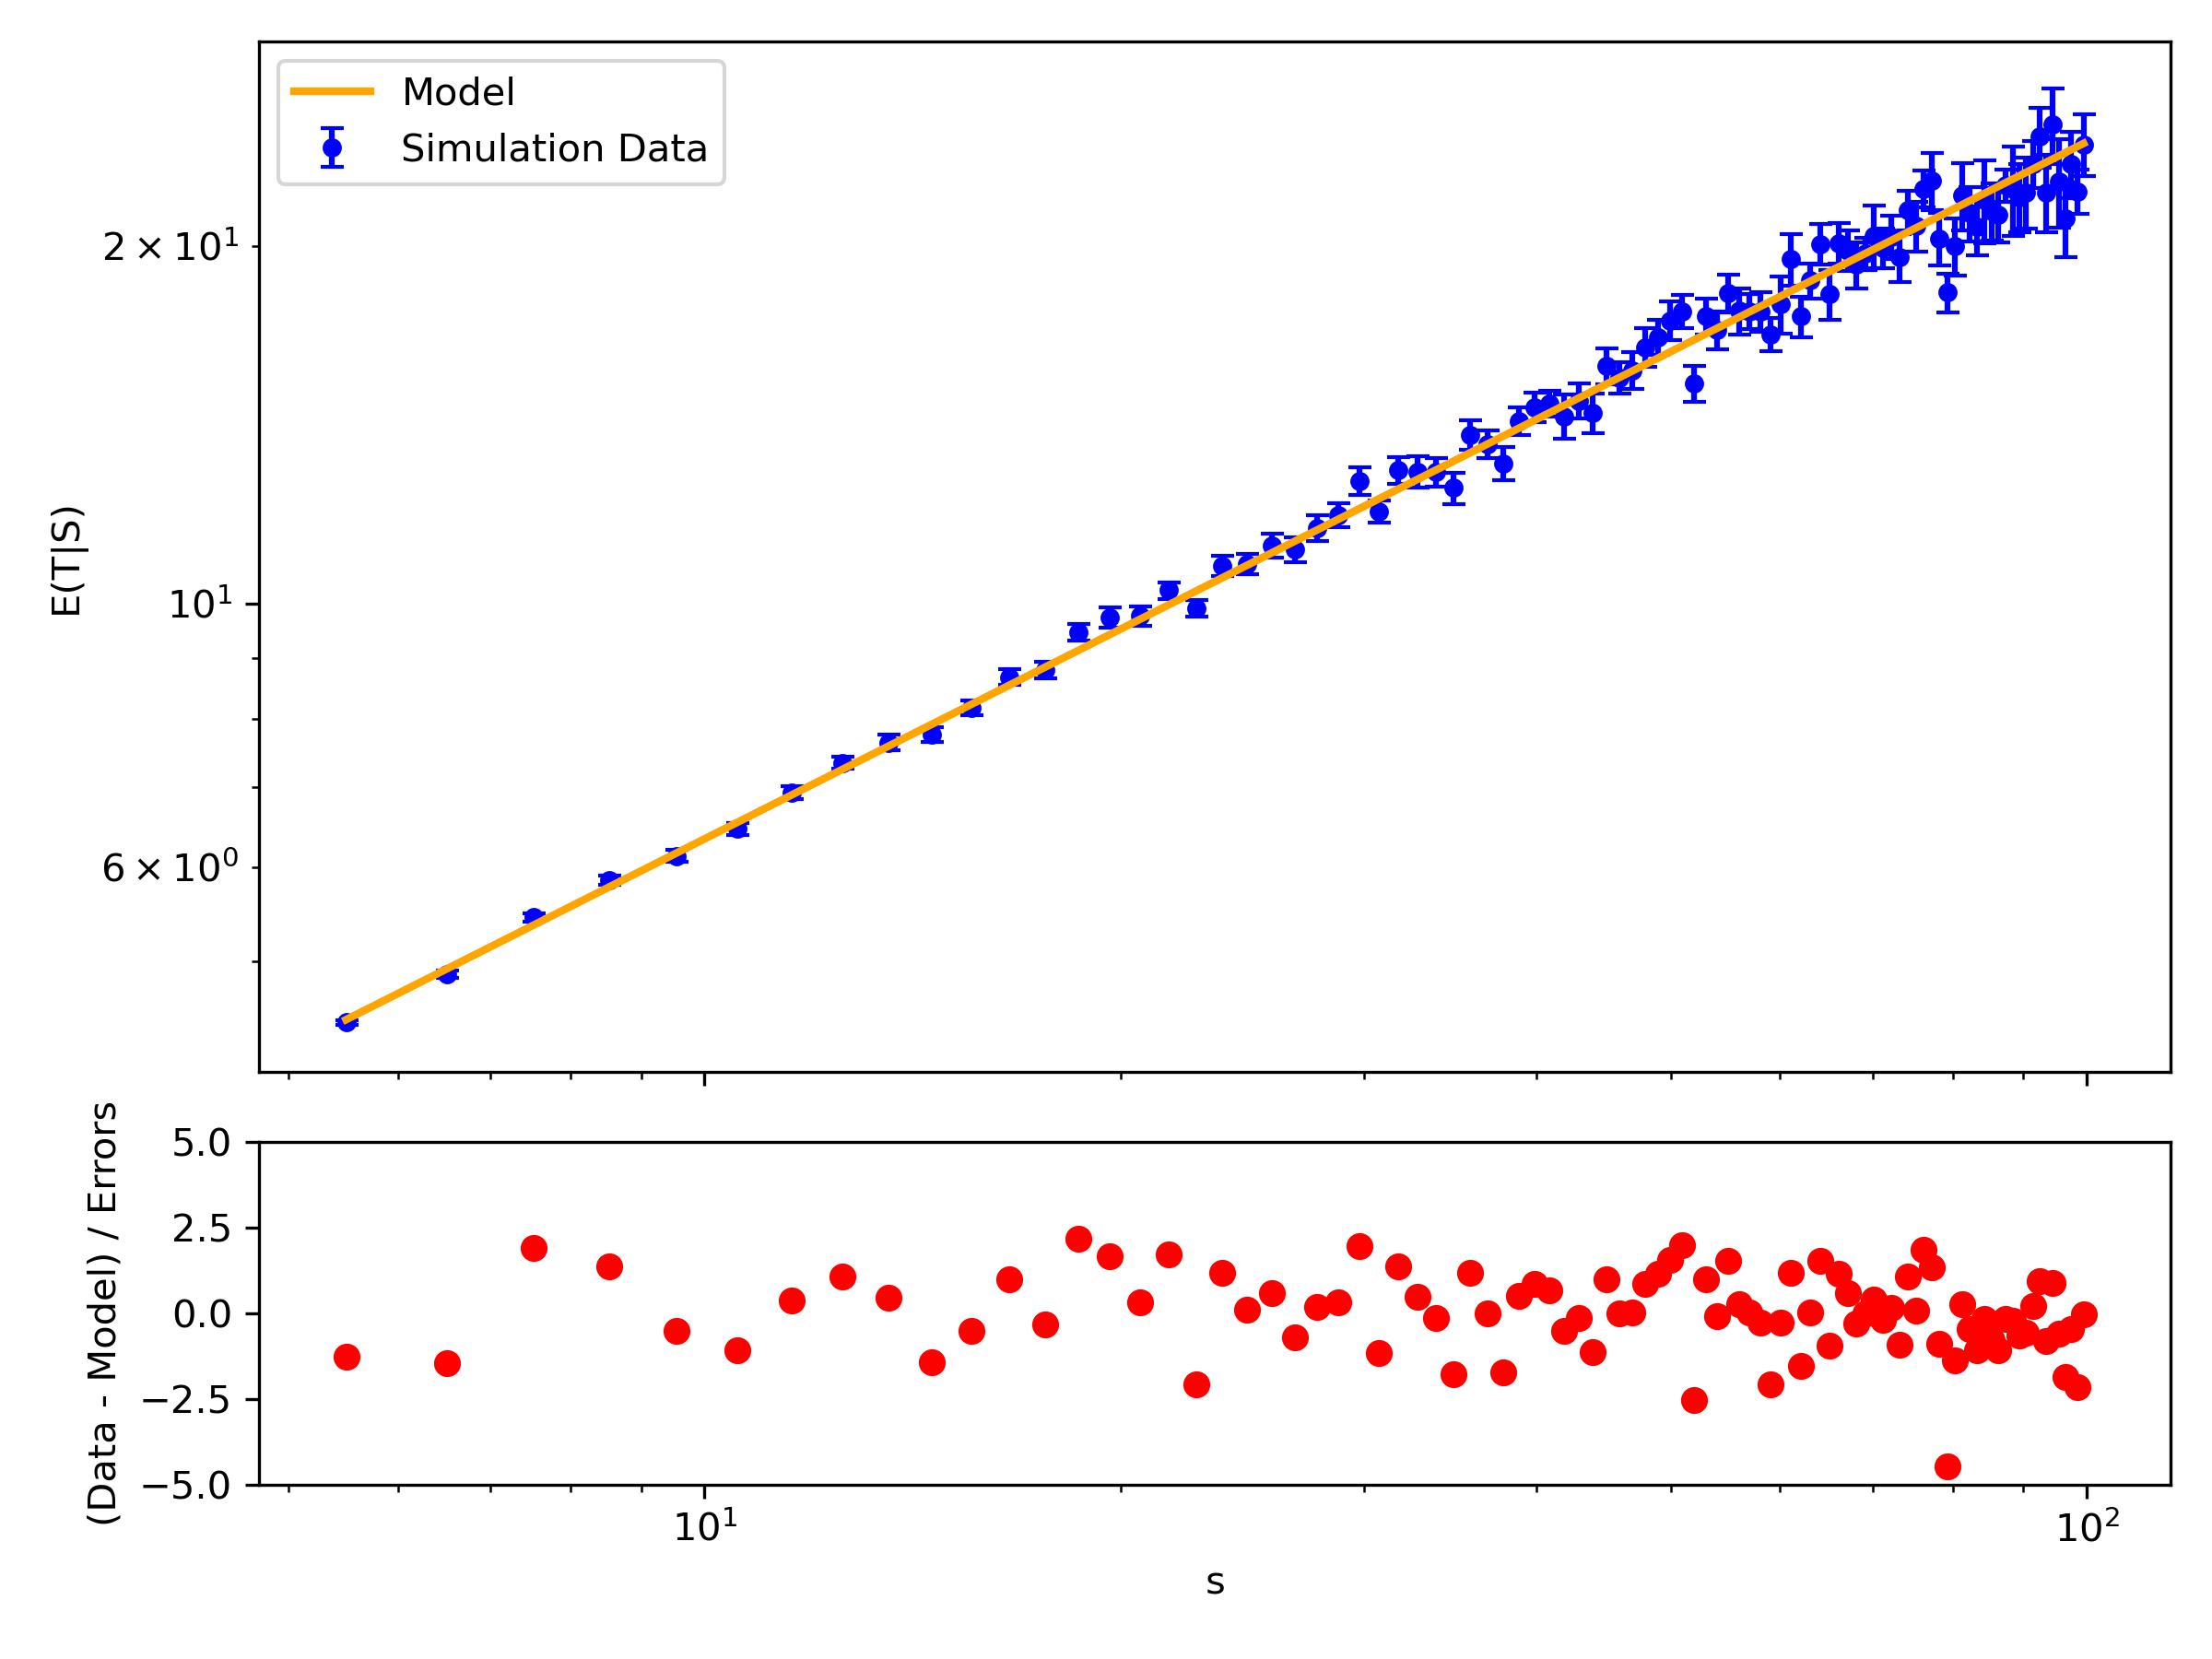 Model
Simulation Data
E(T|S)
2 × 10¹
10¹
6 × 10⁰
(Data - Model) / Errors
5.0
2.5
0.0
−2.5
−5.0
10¹
10²
s